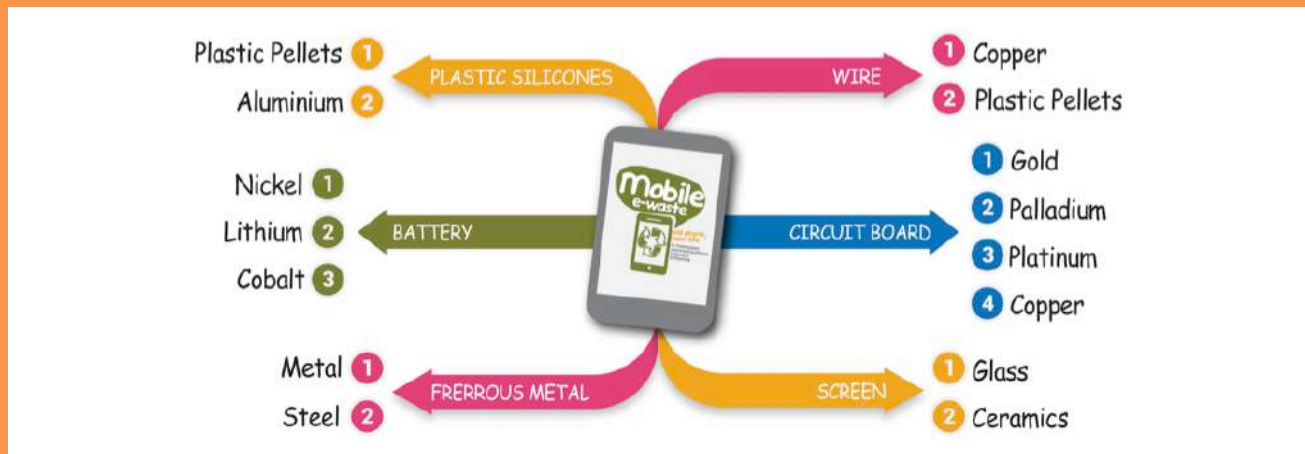 Plastic Pellets 1
Aluminium 2
PLASTIC SILICONES
WIRE
1 Copper
2 Plastic Pellets
Nickel 1
Lithium 2
Cobalt 3
BATTERY
mobile
e-waste
CIRCUIT BOARD
1 Gold
2 Palladium
3 Platinum
4 Copper
Metal 1
Steel 2
FRERROUS METAL
SCREEN
1 Glass
2 Ceramics